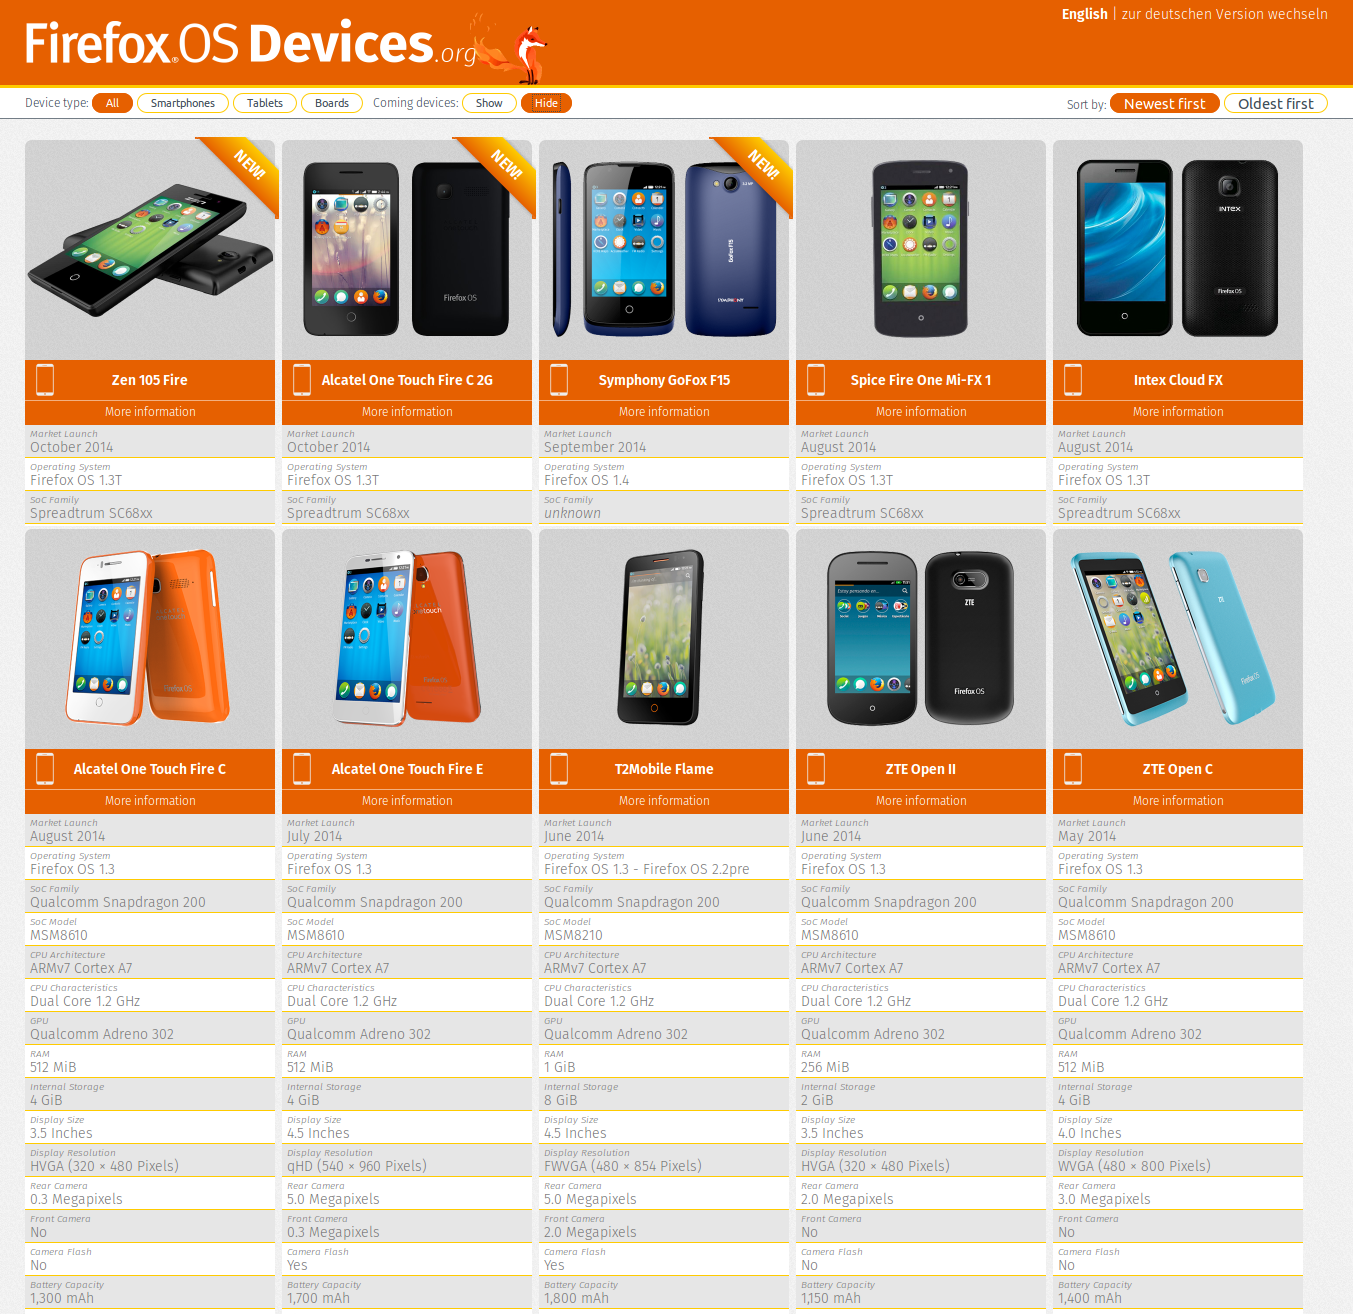 English | zur deutschen Version wechseln
Firefox® OS Devices.org
Device type: All Smartphones Tablets Boards Coming devices: Show Hide Sort by: Newest first Oldest first
NEW! NEW! NEW!
INTEX
Firefox OS GoFox F15 SYMPHONY Firefox OS
Zen 105 Fire Alcatel One Touch Fire C 2G Symphony GoFox F15 Spice Fire One Mi-FX 1 Intex Cloud FX
More information More information More information More information More information
Market Launch Market Launch Market Launch Market Launch Market Launch
October 2014 October 2014 September 2014 August 2014 August 2014
Operating System Operating System Operating System Operating System Operating System
Firefox OS 1.3T Firefox OS 1.3T Firefox OS 1.4 Firefox OS 1.3T Firefox OS 1.3T
SoC Family SoC Family SoC Family SoC Family SoC Family
Spreadtrum SC68xx Spreadtrum SC68xx unknown Spreadtrum SC68xx Spreadtrum SC68xx
ZTE
Firefox OS Firefox OS Firefox OS
Alcatel One Touch Fire C Alcatel One Touch Fire E T2Mobile Flame ZTE Open II ZTE Open C
More information More information More information More information More information
Market Launch Market Launch Market Launch Market Launch Market Launch
August 2014 July 2014 June 2014 June 2014 May 2014
Operating System Operating System Operating System Operating System Operating System
Firefox OS 1.3 Firefox OS 1.3 Firefox OS 1.3 - Firefox OS 2.2pre Firefox OS 1.3 Firefox OS 1.3
SoC Family SoC Family SoC Family SoC Family SoC Family
Qualcomm Snapdragon 200 Qualcomm Snapdragon 200 Qualcomm Snapdragon 200 Qualcomm Snapdragon 200 Qualcomm Snapdragon 200
SoC Model SoC Model SoC Model SoC Model SoC Model
MSM8610 MSM8610 MSM8210 MSM8610 MSM8610
CPU Architecture CPU Architecture CPU Architecture CPU Architecture CPU Architecture
ARMv7 Cortex A7 ARMv7 Cortex A7 ARMv7 Cortex A7 ARMv7 Cortex A7 ARMv7 Cortex A7
CPU Characteristics CPU Characteristics CPU Characteristics CPU Characteristics CPU Characteristics
Dual Core 1.2 GHz Dual Core 1.2 GHz Dual Core 1.2 GHz Dual Core 1.2 GHz Dual Core 1.2 GHz
GPU GPU GPU GPU GPU
Qualcomm Adreno 302 Qualcomm Adreno 302 Qualcomm Adreno 302 Qualcomm Adreno 302 Qualcomm Adreno 302
RAM RAM RAM RAM RAM
512 MiB 512 MiB 1 GiB 256 MiB 512 MiB
Internal Storage Internal Storage Internal Storage Internal Storage Internal Storage
4 GiB 4 GiB 8 GiB 2 GiB 4 GiB
Display Size Display Size Display Size Display Size Display Size
3.5 Inches 4.5 Inches 4.5 Inches 3.5 Inches 4.0 Inches
Display Resolution Display Resolution Display Resolution Display Resolution Display Resolution
HVGA (320 × 480 Pixels) qHD (540 × 960 Pixels) FWVGA (480 × 854 Pixels) HVGA (320 × 480 Pixels) WVGA (480 × 800 Pixels)
Rear Camera Rear Camera Rear Camera Rear Camera Rear Camera
0.3 Megapixels 5.0 Megapixels 5.0 Megapixels 2.0 Megapixels 3.0 Megapixels
Front Camera Front Camera Front Camera Front Camera Front Camera
No 0.3 Megapixels 2.0 Megapixels No No
Camera Flash Camera Flash Camera Flash Camera Flash Camera Flash
No Yes Yes No No
Battery Capacity Battery Capacity Battery Capacity Battery Capacity Battery Capacity
1,300 mAh 1,700 mAh 1,800 mAh 1,150 mAh 1,400 mAh